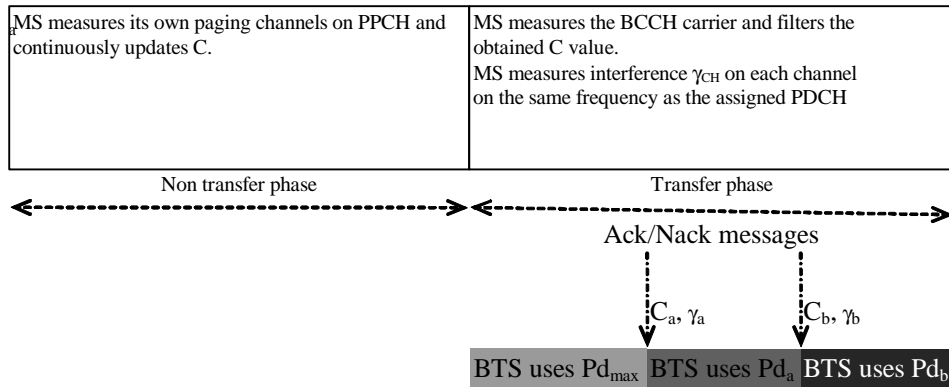 aMS measures its own paging channels on PPCH and
continuously updates C.
MS measures the BCCH carrier and filters the
obtained C value.
MS measures interference γCH on each channel
on the same frequency as the assigned PDCH
Non transfer phase
Transfer phase
Ack/Nack messages
Ca, γa
Cb, γb
BTS uses Pdmax
BTS uses Pda
BTS uses Pdb